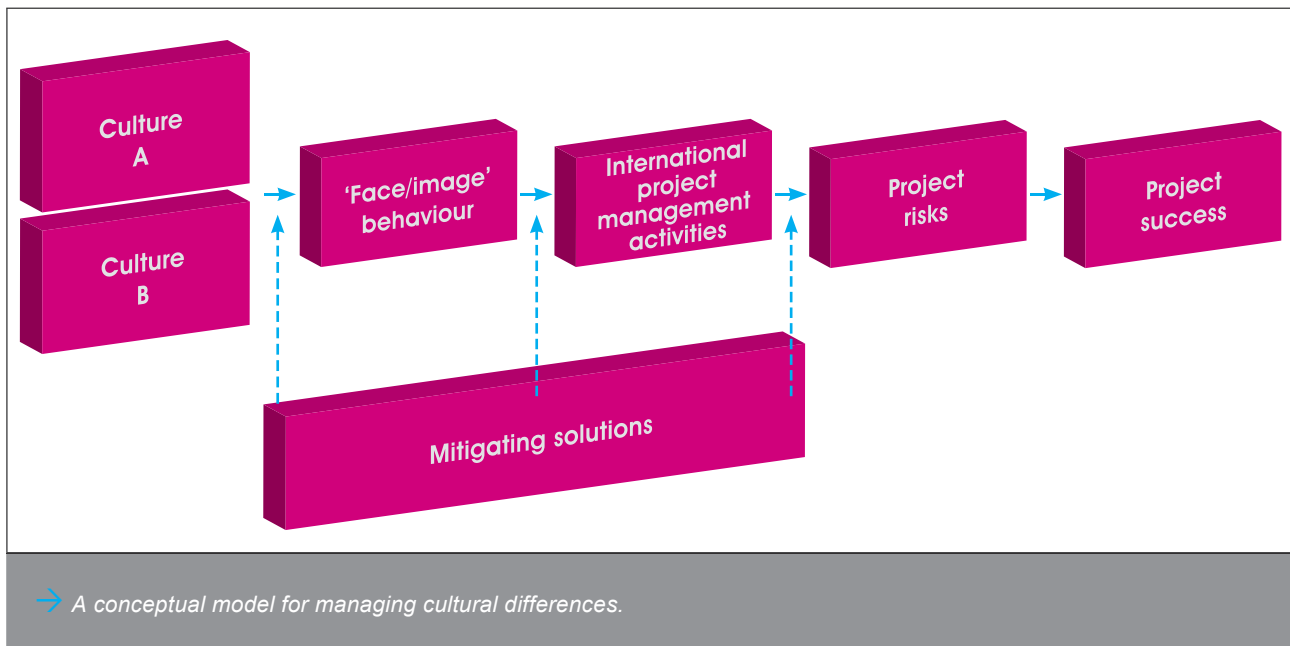 Culture
A
Culture
B
‘Face/image’
behaviour
International
project
management
activities
Project
risks
Project
success
Mitigating solutions
→ A conceptual model for managing cultural differences.